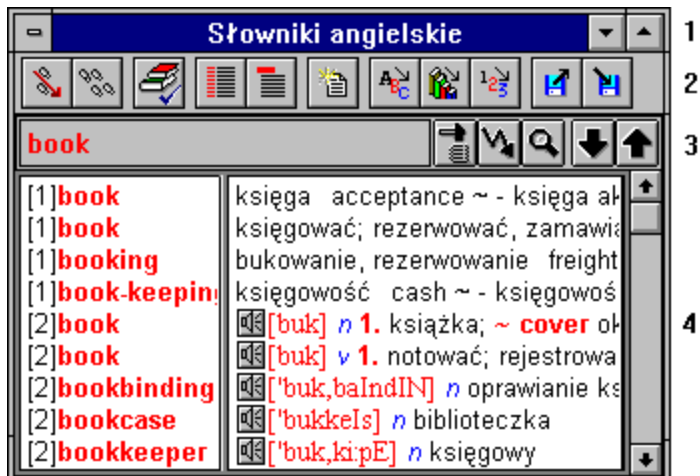 Słowniki angielskie 1
2
book 3
[1]book księga acceptance ~ - księga ak
[1]book księgować; rezerwować, zamawia
[1]booking bukowanie, rezerwowanie freight
[1]book-keeping księgowość cash ~ - księgowoś
[2]book [buk] n 1. książka; ~ cover ok
[2]book [buk] v 1. notować; rejestrowa
4
[2]bookbinding ['buk,baIndIN] n oprawianie ks
[2]bookcase ['bukkeIs] n biblioteczka
[2]bookkeeper ['buk,ki:pE] n księgowy